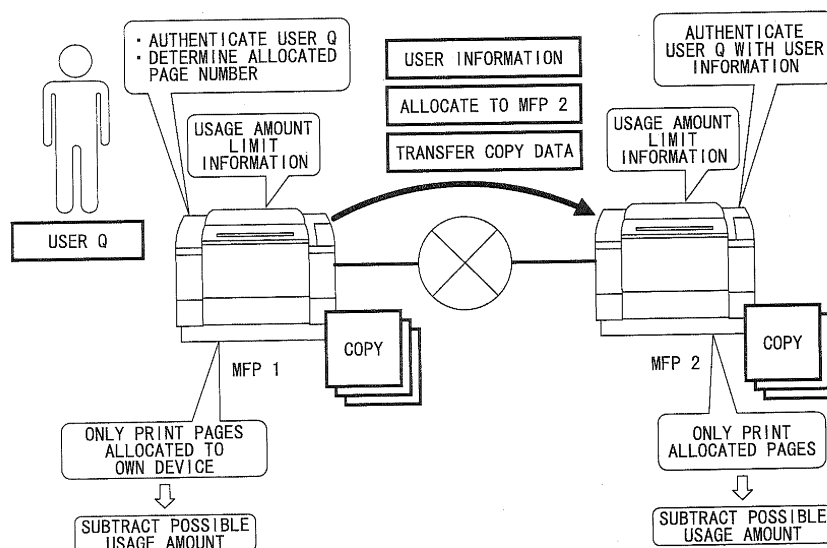 · AUTHENTICATE USER Q
· DETERMINE ALLOCATED
PAGE NUMBER
USAGE AMOUNT
LIMIT
INFORMATION
USER Q
USER INFORMATION
ALLOCATE TO MFP 2
TRANSFER COPY DATA
AUTHENTICATE
USER Q WITH USER
INFORMATION
USAGE AMOUNT
LIMIT
INFORMATION
MFP 1
COPY
MFP 2
COPY
ONLY PRINT PAGES
ALLOCATED TO
OWN DEVICE
SUBTRACT POSSIBLE
USAGE AMOUNT
ONLY PRINT
ALLOCATED PAGES
SUBTRACT POSSIBLE
USAGE AMOUNT